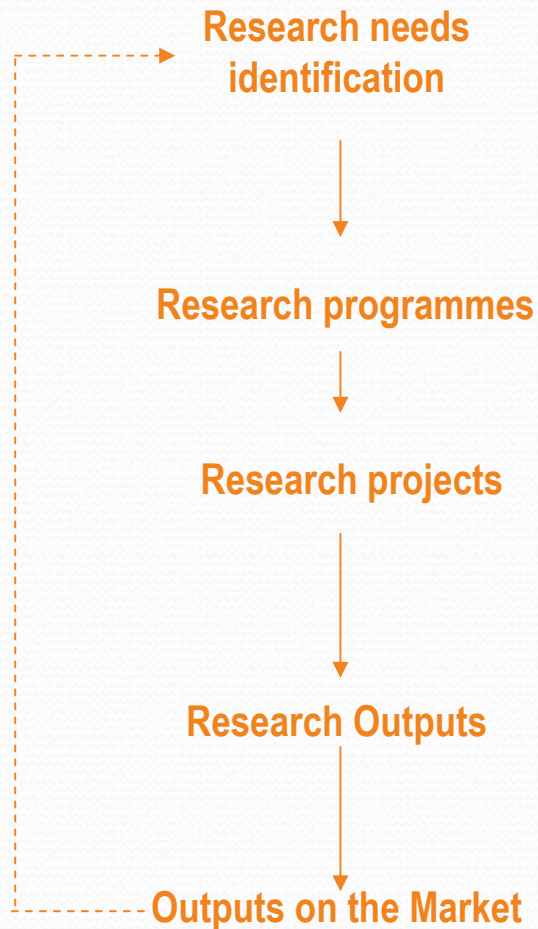 Research needs
identification
Research programmes
Research projects
Research Outputs
Outputs on the Market